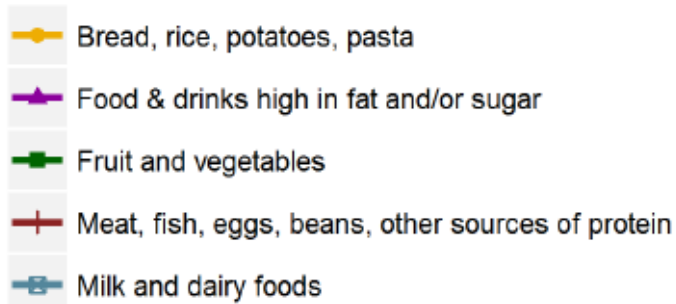 Bread, rice, potatoes, pasta
Food & drinks high in fat and/or sugar
Fruit and vegetables
Meat, fish, eggs, beans, other sources of protein
Milk and dairy foods